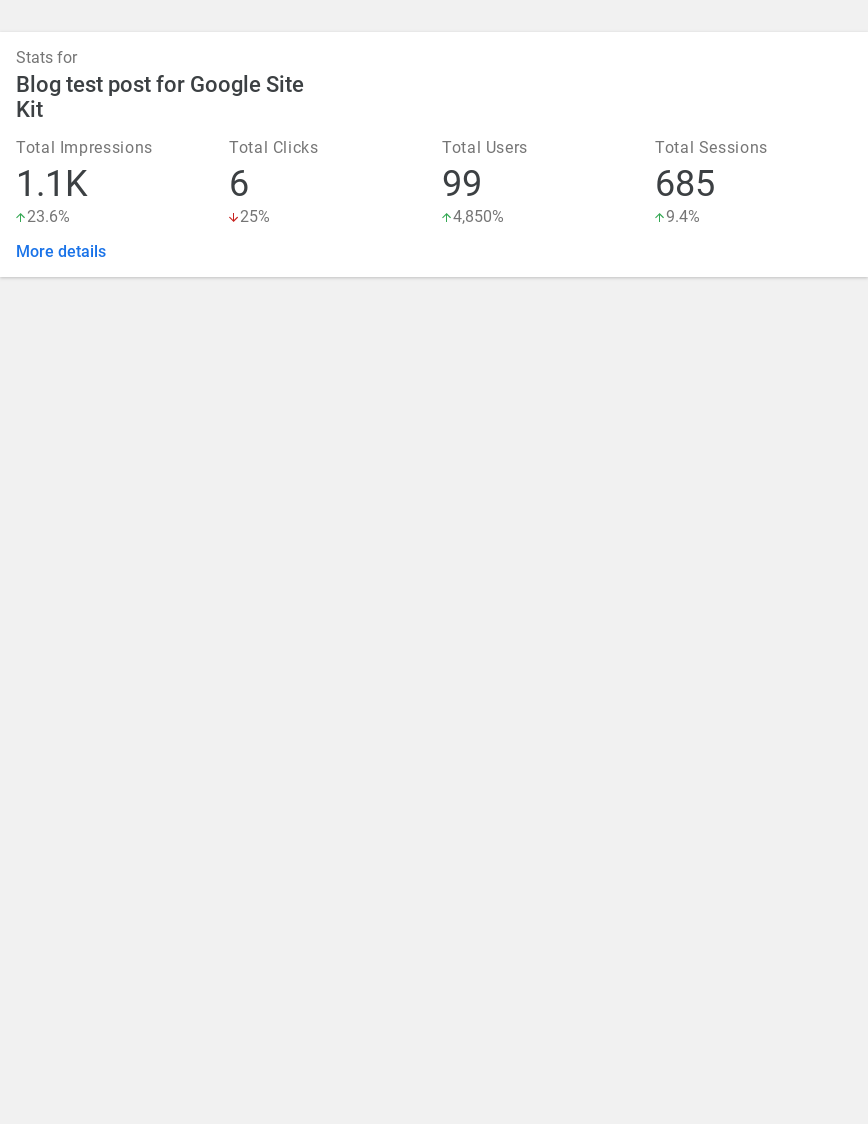 Stats for
Blog test post for Google Site
Kit
Total Impressions
1.1K
23.6%
Total Clicks
6
25%
Total Users
99
4,850%
Total Sessions
685
9.4%
More details